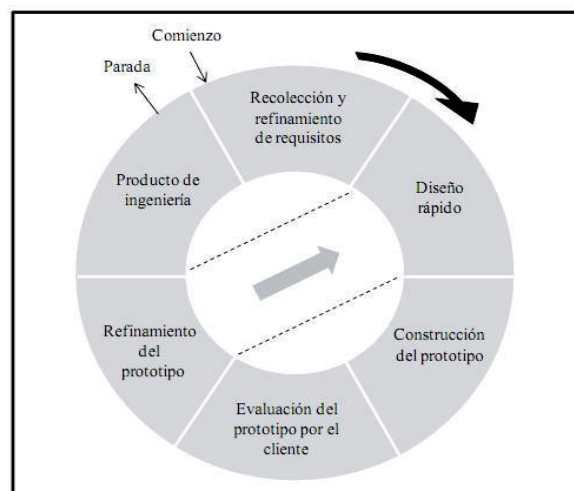 Comienzo
Parada
Recolección y
refinamiento
de requisitos
Diseño
rápido
Construcción
del prototipo
Evaluación del
prototipo por el
cliente
Refinamiento
del
prototipo
Producto de
ingeniería